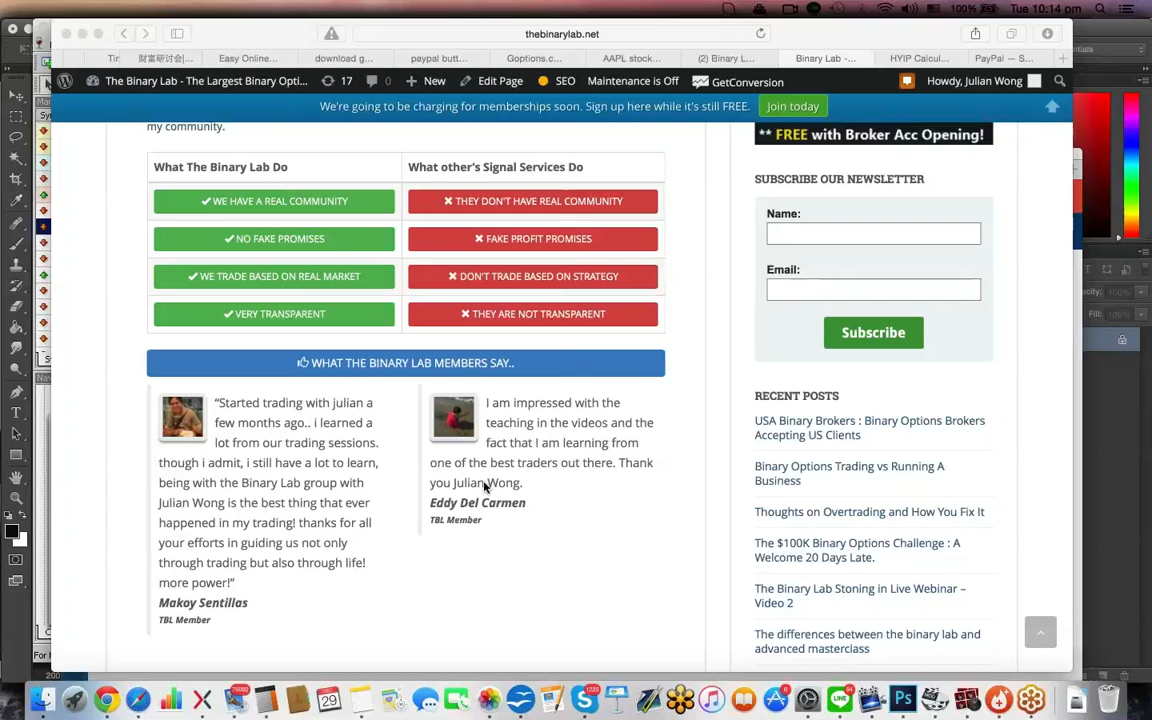 100%
Tue 10:14 pm
thebinarylab.net
Tir
財富研討會
Easy Online...
download g...
paypal butt...
Goptions.c...
AAPL stock...
(2) Binary L...
Binary Lab -...
HYIP Calcul...
PayPal – S...
The Binary Lab - The Largest Binary Opti...
17
0
New
Edit Page
SEO
Maintenance is Off
GetConversion
Howdy, Julian Wong
We're going to be charging for memberships soon. Sign up here while it's still FREE.
Join today
my community.
What The Binary Lab Do
What other's Signal Services Do
WE HAVE A REAL COMMUNITY
THEY DON'T HAVE REAL COMMUNITY
NO FAKE PROMISES
FAKE PROFIT PROMISES
WE TRADE BASED ON REAL MARKET
DON'T TRADE BASED ON STRATEGY
VERY TRANSPARENT
THEY ARE NOT TRANSPARENT
WHAT THE BINARY LAB MEMBERS SAY..
“Started trading with julian a
few months ago.. i learned a
lot from our trading sessions.
though i admit, i still have a lot to learn,
being with the Binary Lab group with
Julian Wong is the best thing that ever
happened in my trading! thanks for all
your efforts in guiding us not only
through trading but also through life!
more power!”
Makoy Sentillas
TBL Member
I am impressed with the
teaching in the videos and the
fact that I am learning from
one of the best traders out there. Thank
you Julian Wong.
Eddy Del Carmen
TBL Member
** FREE with Broker Acc Opening!
SUBSCRIBE OUR NEWSLETTER
Name:
Email:
Subscribe
RECENT POSTS
USA Binary Brokers : Binary Options Brokers
Accepting US Clients
Binary Options Trading vs Running A
Business
Thoughts on Overtrading and How You Fix It
The $100K Binary Options Challenge : A
Welcome 20 Days Late.
The Binary Lab Stoning in Live Webinar –
Video 2
The differences between the binary lab and
advanced masterclass
200